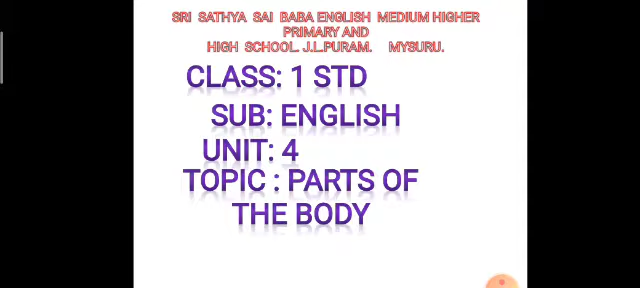 SRI SATHYA SAI BABA ENGLISH MEDIUM HIGHER
PRIMARY AND
HIGH SCHOOL. J.L.PURAM. MYSURU.
CLASS: 1 STD
SUB: ENGLISH
UNIT: 4
TOPIC : PARTS OF
THE BODY